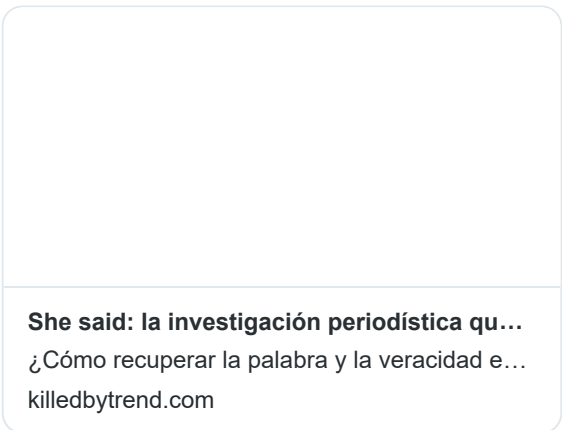 She said: la investigación periodística qu…
¿Cómo recuperar la palabra y la veracidad e…
killedbytrend.com